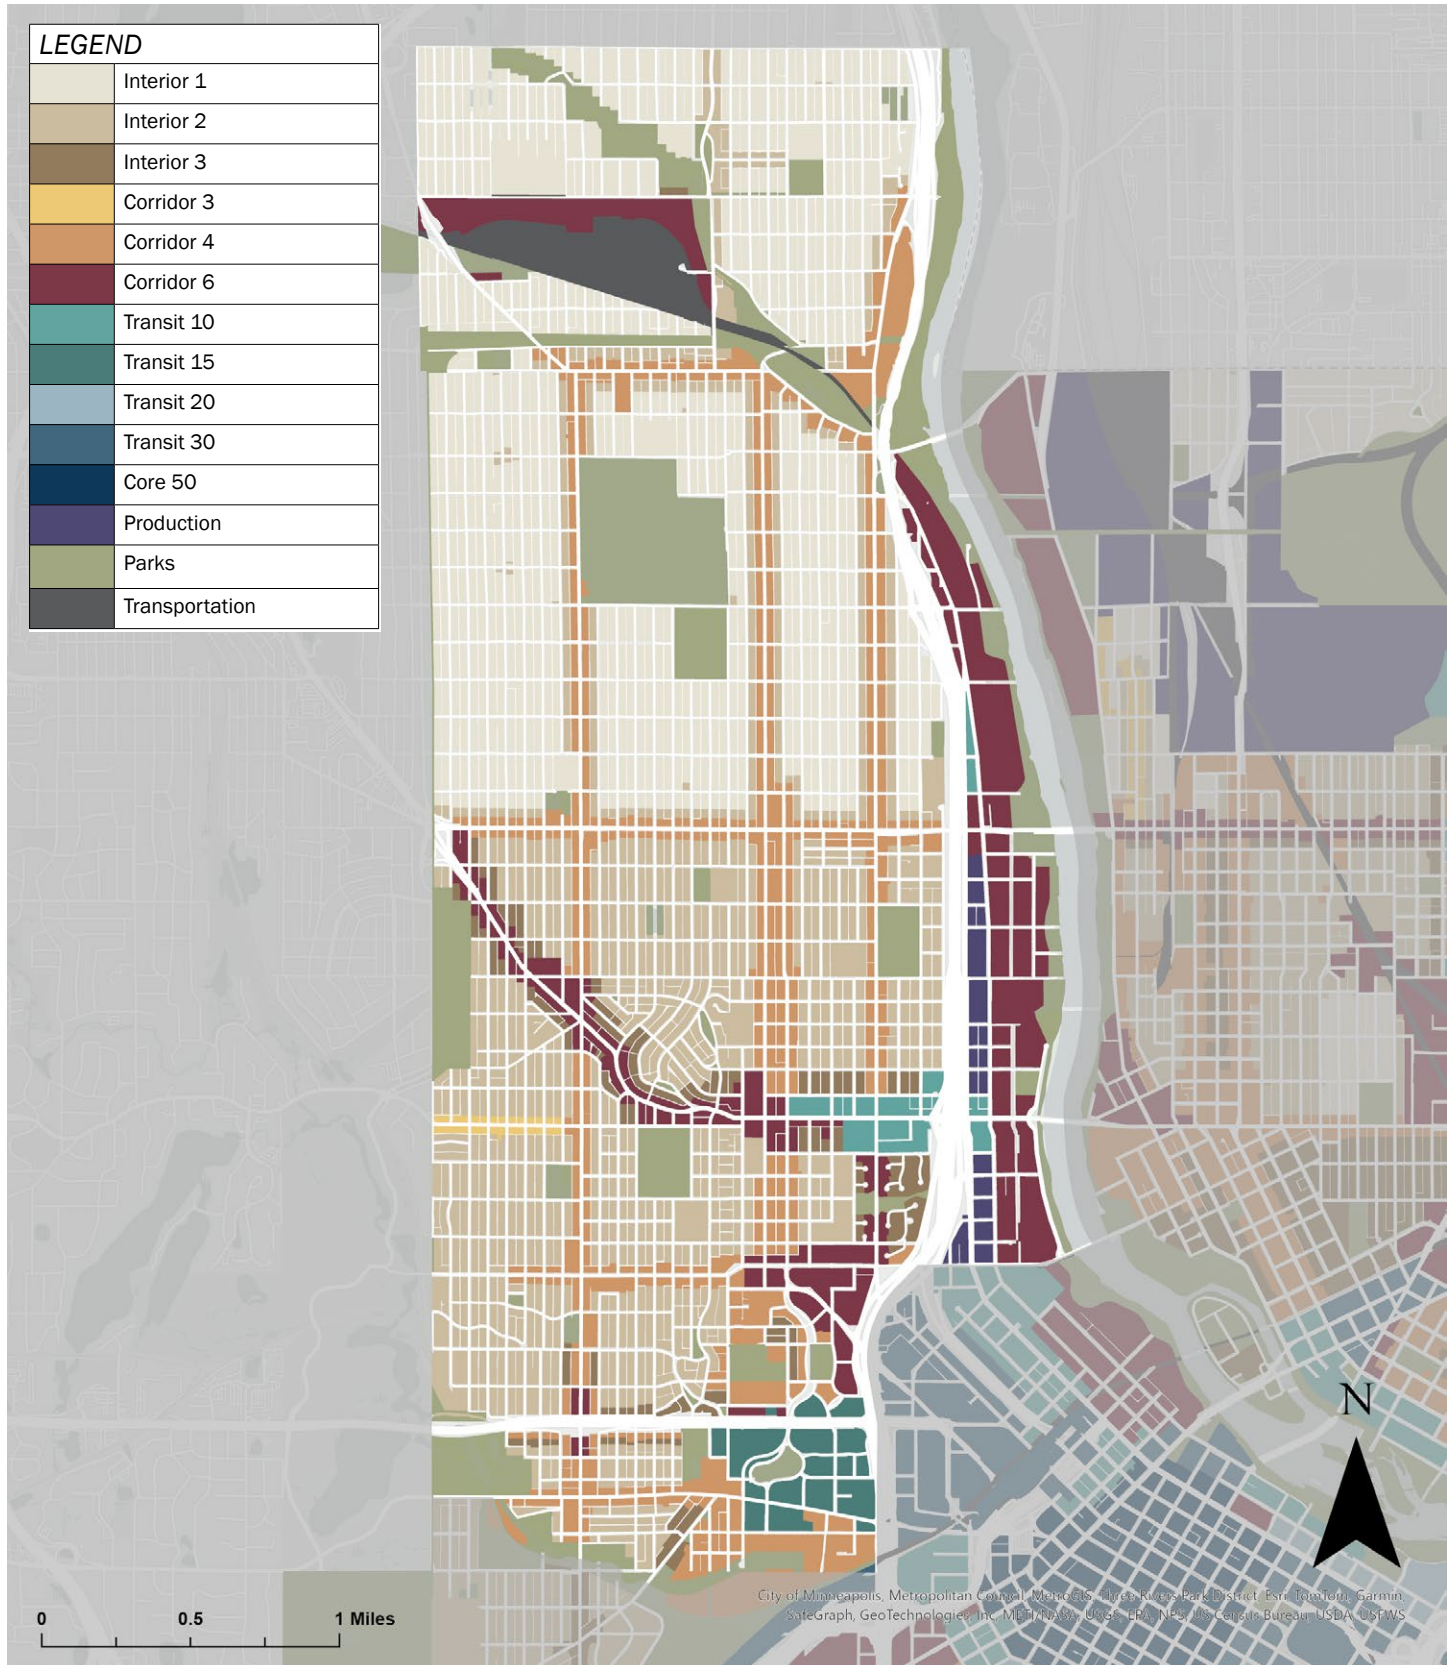 LEGEND
Interior 1
Interior 2
Interior 3
Corridor 3
Corridor 4
Corridor 6
Transit 10
Transit 15
Transit 20
Transit 30
Core 50
Production
Parks
Transportation
N
0 0.5 1 Miles
City of Minneapolis, Metropolitan Council, MetroGIS, Three Rivers Park District, Esri, TomTom, Garmin,
SafeGraph, GeoTechnologies, Inc, METI/NASA, USGS, EPA, NPS, US Census Bureau, USDA, USFWS